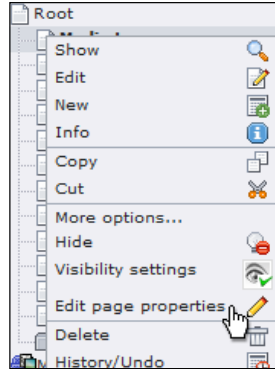 Root
Show
Edit
New
Info
Copy
Cut
More options...
Hide
Visibility settings
Edit page properties
Delete
History/Undo